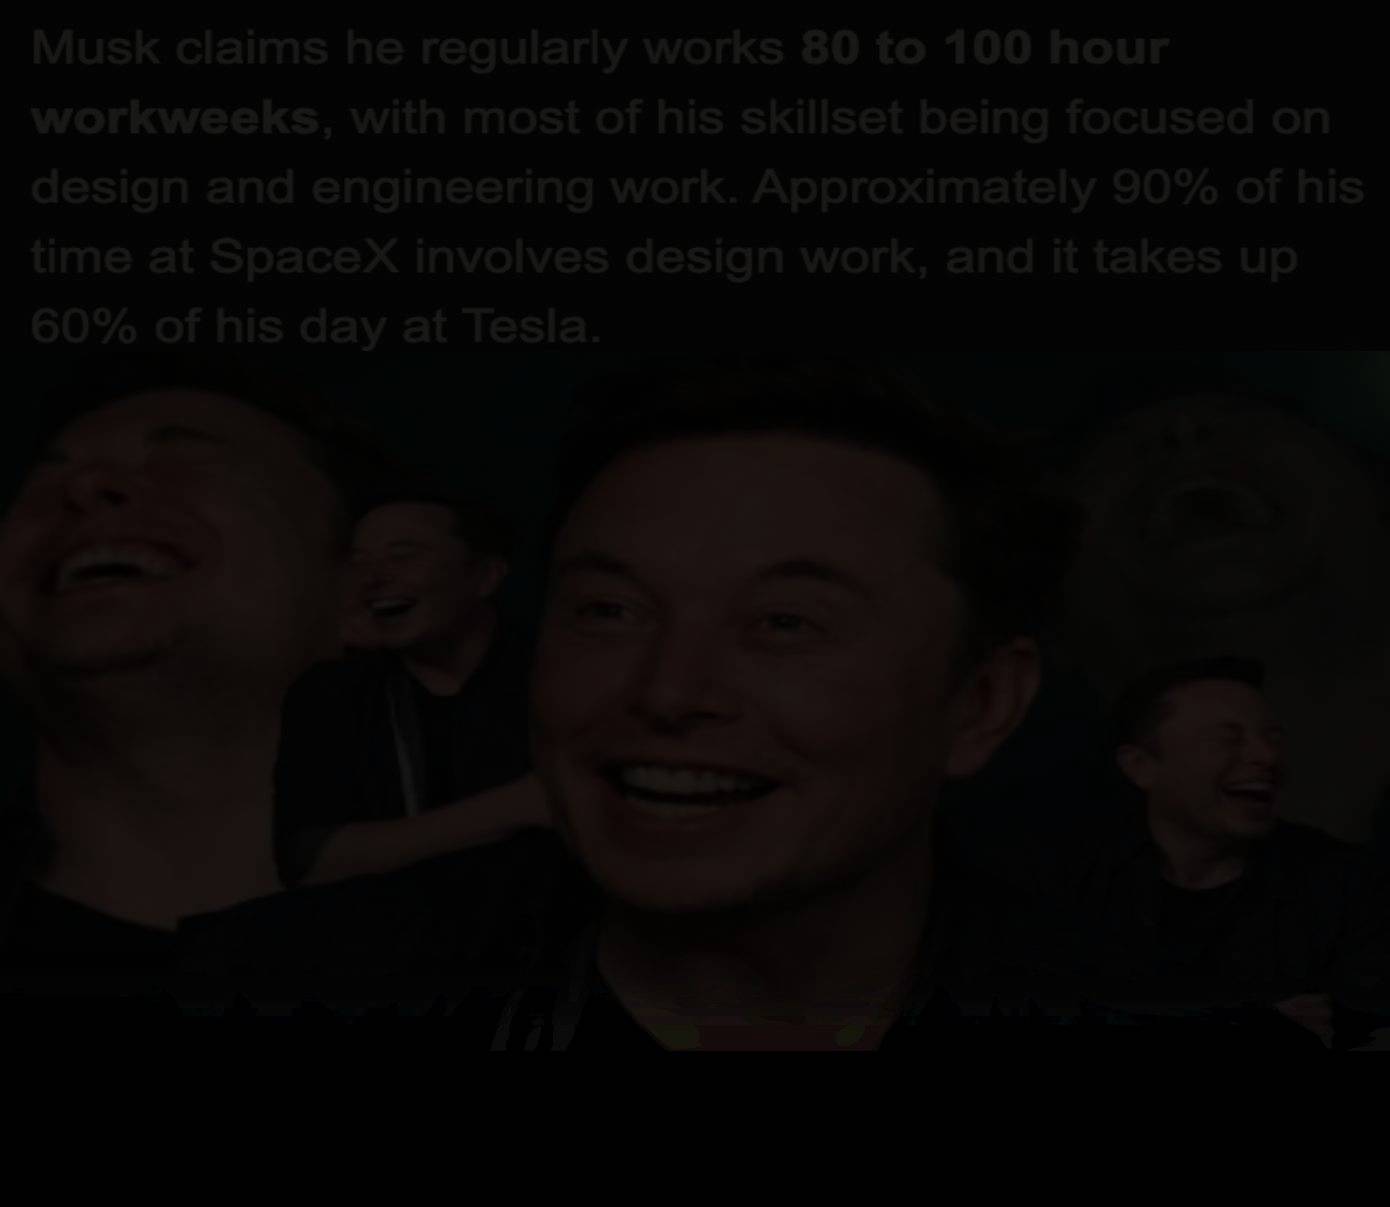 Musk claims he regularly works 80 to 100 hour
workweeks, with most of his skillset being focused on
design and engineering work. Approximately 90% of his
time at SpaceX involves design work, and it takes up
60% of his day at Tesla.